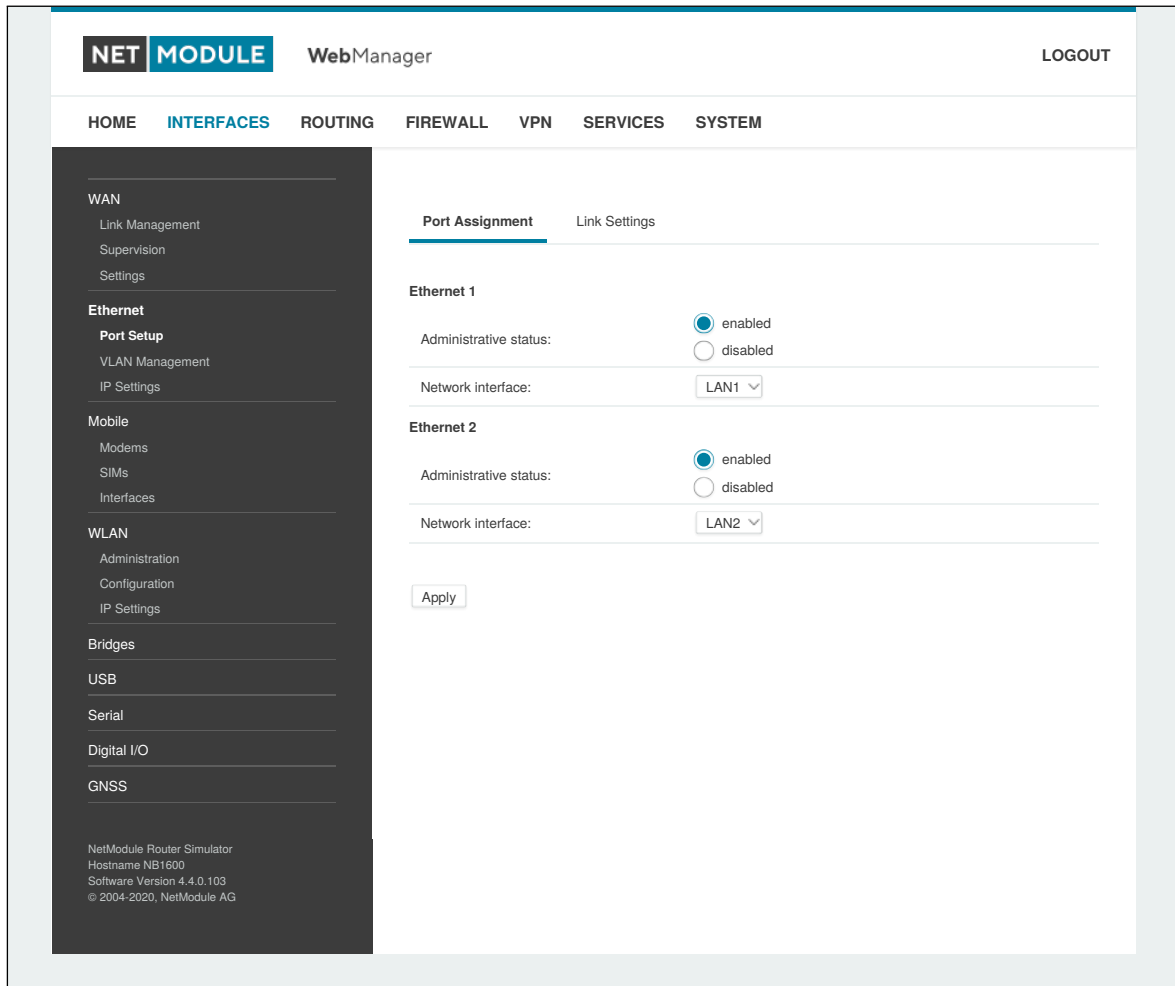 NET MODULE WebManager LOGOUT
HOME INTERFACES ROUTING FIREWALL VPN SERVICES SYSTEM
WAN
Link Management
Supervision
Settings
Ethernet
Port Setup
VLAN Management
IP Settings
Mobile
Modems
SIMs
Interfaces
WLAN
Administration
Configuration
IP Settings
Bridges
USB
Serial
Digital I/O
GNSS
NetModule Router Simulator
Hostname NB1600
Software Version 4.4.0.103
© 2004-2020, NetModule AG
Port Assignment Link Settings
Ethernet 1
Administrative status: enabled
disabled
Network interface: LAN1
Ethernet 2
Administrative status: enabled
disabled
Network interface: LAN2
Apply